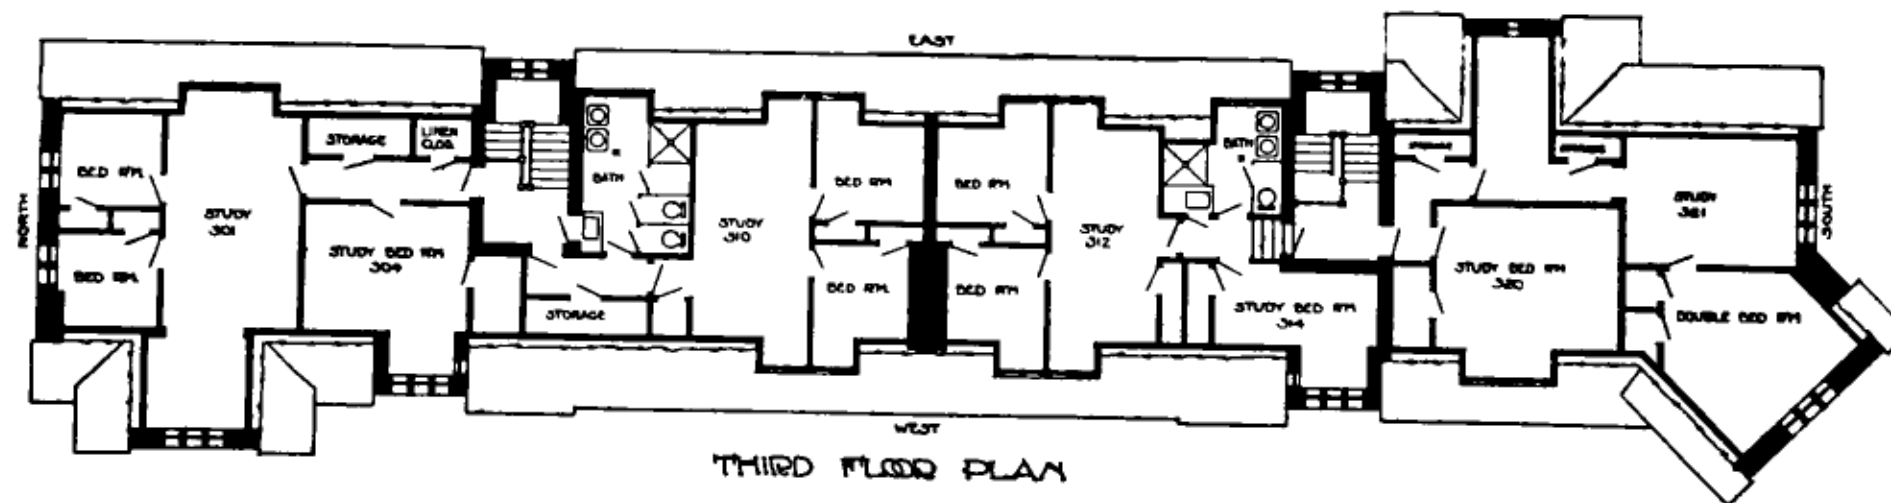 EAST
STORAGE
LINEN
CLOS.
BED RM.
BATH
BED RM
BED RM
BATH
STORAGE
STORAGE
NORTH
STUDY
301
STUDY BED RM
304
STUDY
310
STUDY
312
STUDY
321
SOUTH
BED RM.
BED RM.
BED RM
STUDY BED RM
314
STUDY BED RM
320
DOUBLE BED RM
STORAGE
WEST
THIRD FLOOR PLAN